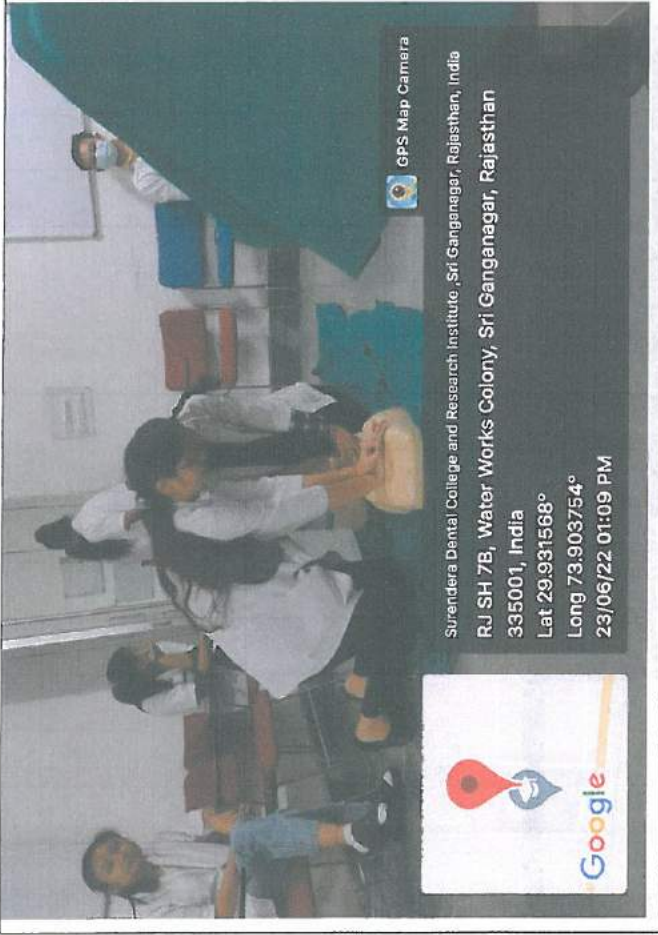 GPS Map Camera
Surendera Dental College and Research Institute ,Sri Ganganagar, Rajasthan, India
RJ SH 7B, Water Works Colony, Sri Ganganagar, Rajasthan
335001, India
Lat 29.931568°
Long 73.903754°
23/06/22 01:09 PM
Google